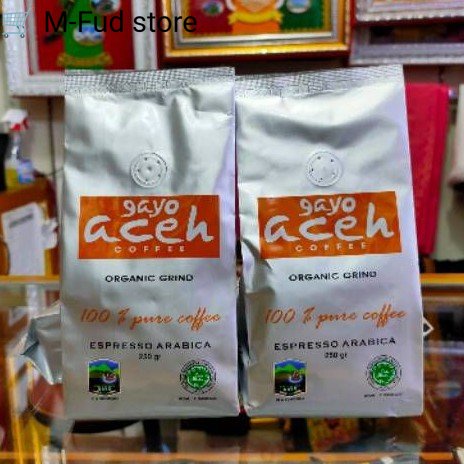 M-Fud store
gayo
aceh
COFFEE
ORGANIC GRIND
100 % pure coffee
ESPRESSO ARABICA
250 gr
gayo
aceh
COFFEE
ORGANIC GRIND
100 % pure coffee
ESPRESSO ARABICA
250 gr